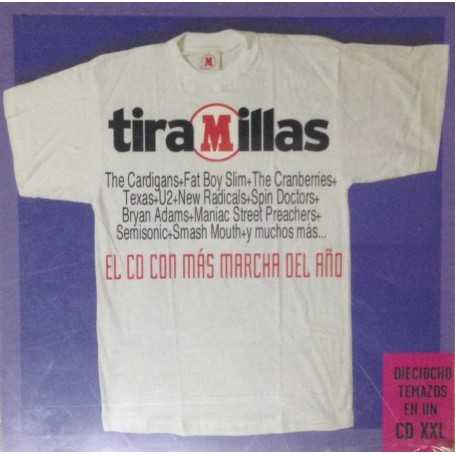 M
tiraMillas
The Cardigans+Fat Boy Slim+The Cranberries+
Texas+U2+New Radicals+Spin Doctors+
Bryan Adams+Maniac Street Preachers+
Semisonic+Smash Mouth+y muchos más...
EL CD CON MÁS MARCHA DEL AÑO
DIECIOCHO
TEMAZOS
EN UN
CD XXL